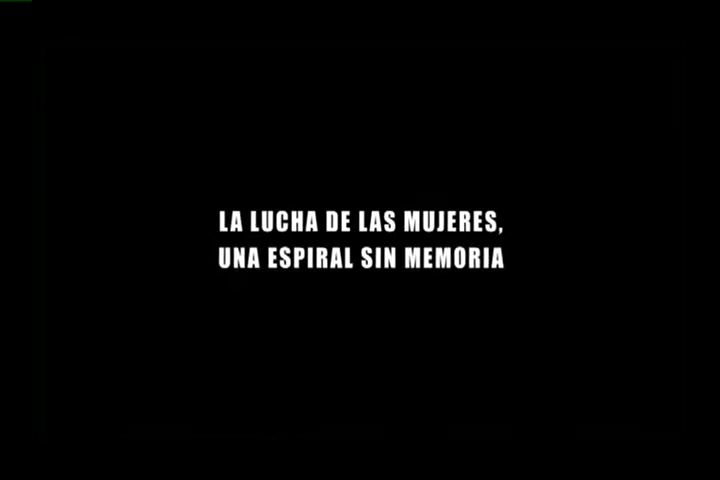 LA LUCHA DE LAS MUJERES,
UNA ESPIRAL SIN MEMORIA